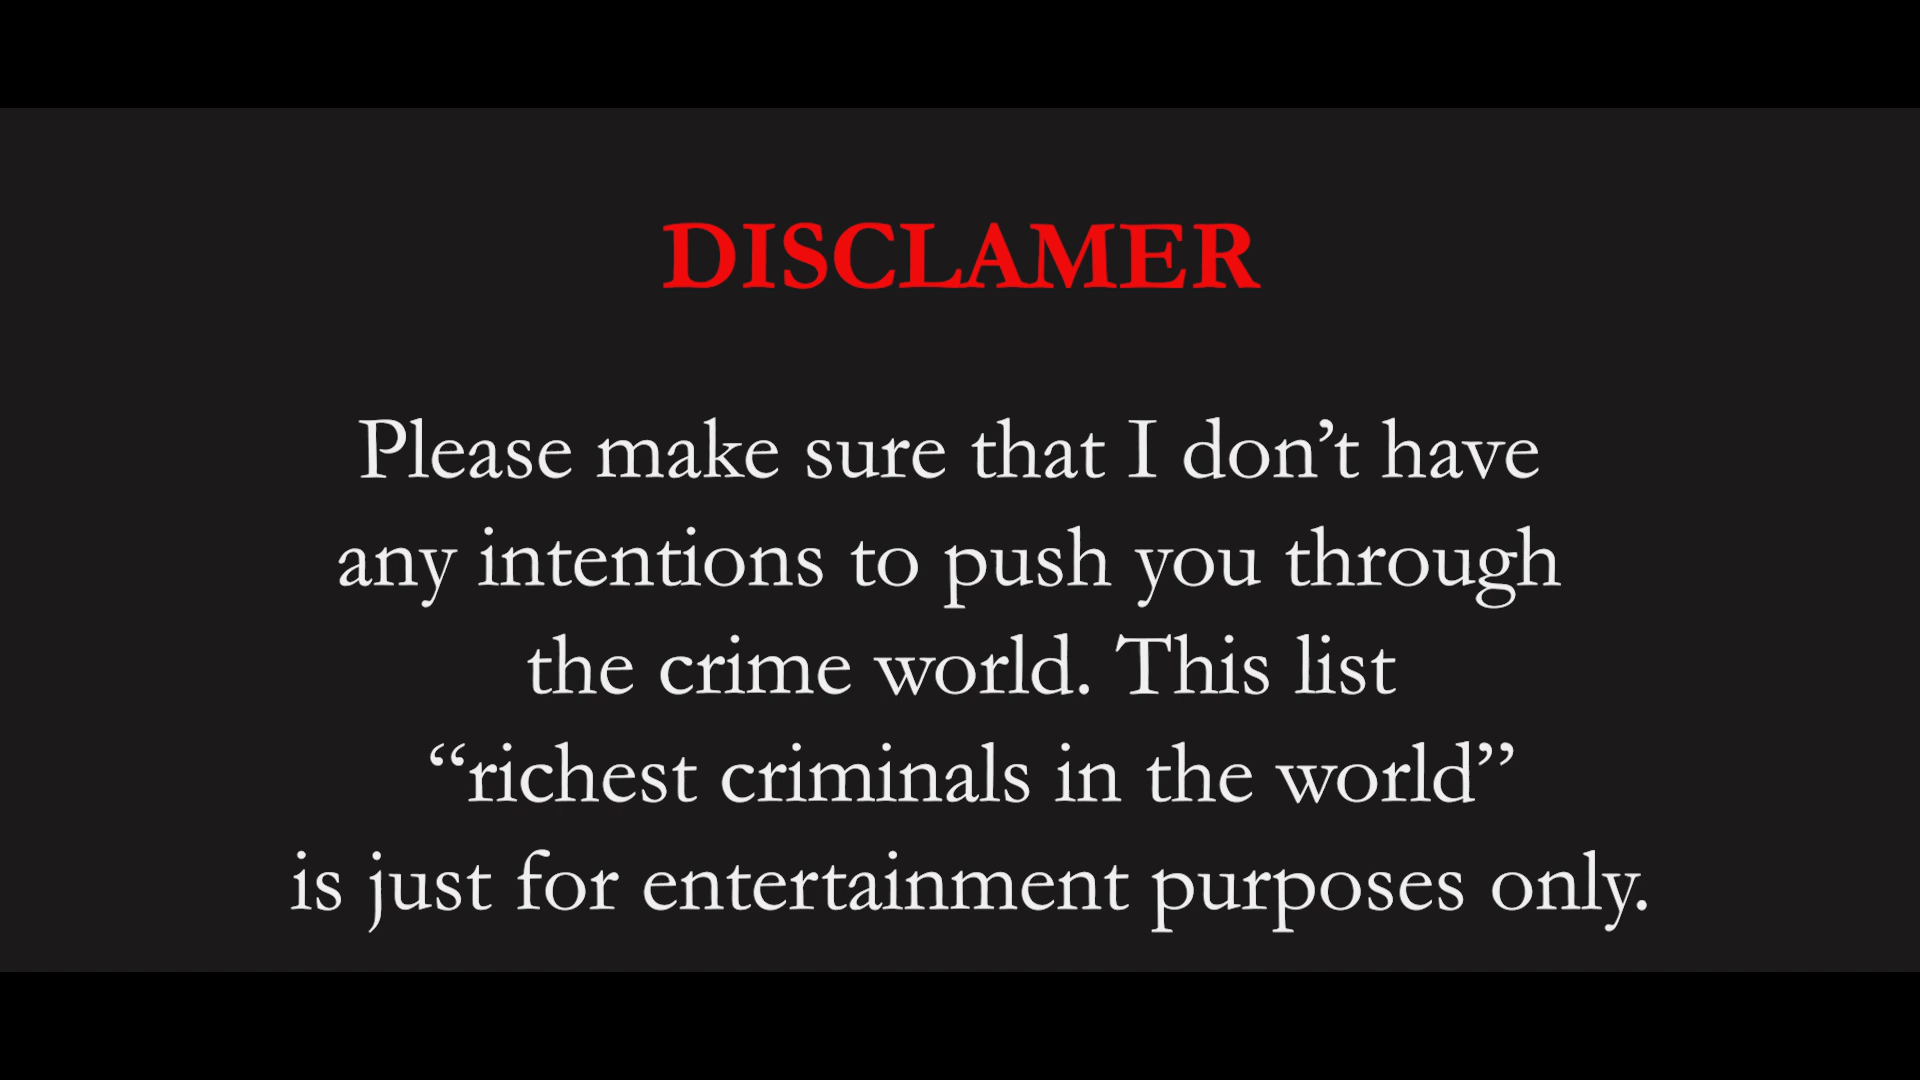 DISCLAMER
Please make sure that I don’t have
any intentions to push you through
the crime world. This list
“richest criminals in the world”
is just for entertainment purposes only.